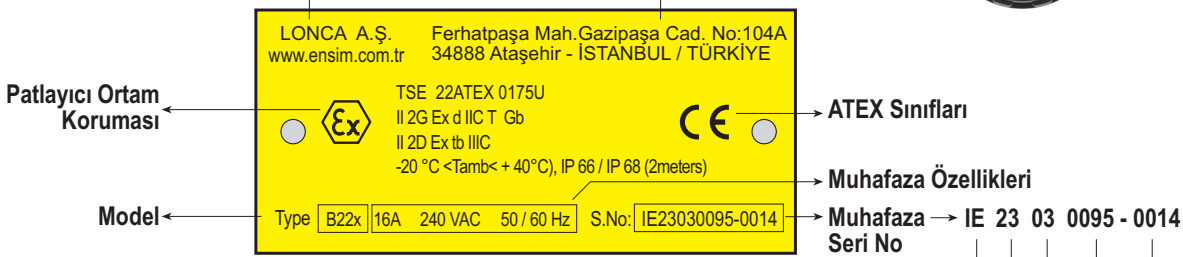 LONCA A.Ş.
www.ensim.com.tr
Ferhatpaşa Mah.Gazipaşa Cad. No:104A
34888 Ataşehir - İSTANBUL / TÜRKİYE
Patlayıcı Ortam
Koruması
Ex
TSE 22ATEX 0175U
II 2G Ex d IIC T Gb
II 2D Ex tb IIIC
-20 °C <Tamb< + 40°C), IP 66 / IP 68 (2meters)
CE
ATEX Sınıfları
Muhafaza Özellikleri
Model
Type B22x 16A 240 VAC 50 / 60 Hz S.No: IE23030095-0014
Muhafaza
Seri No
IE 23 03 0095 - 0014